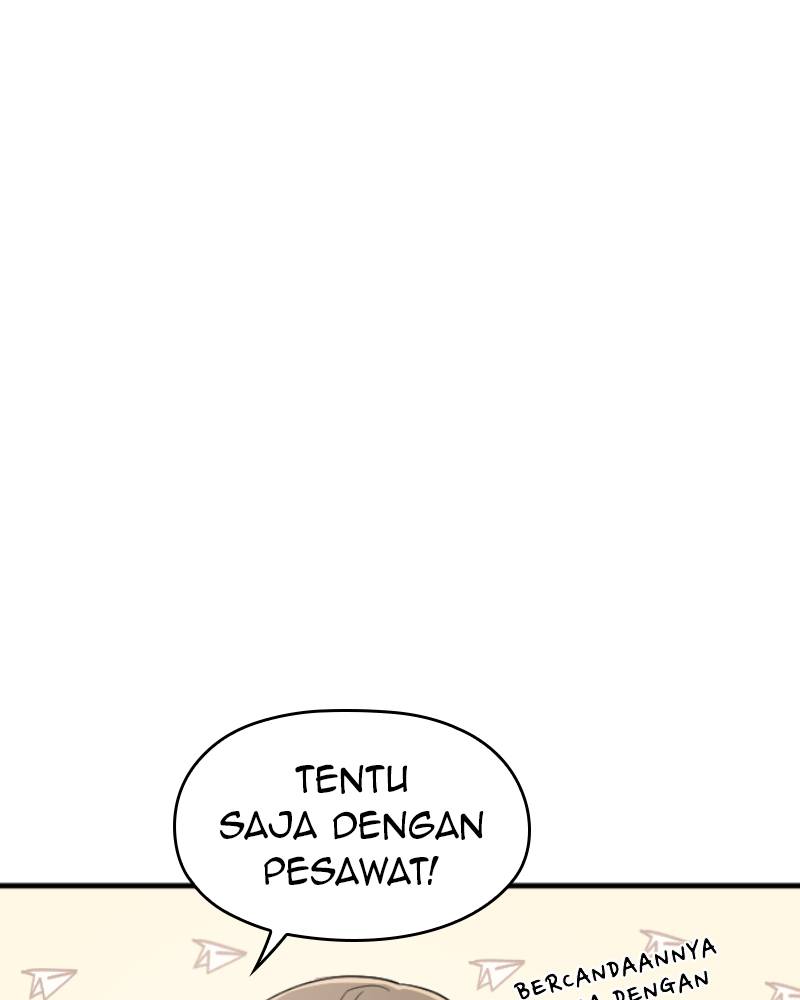 TENTU
SAJA DENGAN
PESAWAT!
BERCANDAANNYA
DENGAN